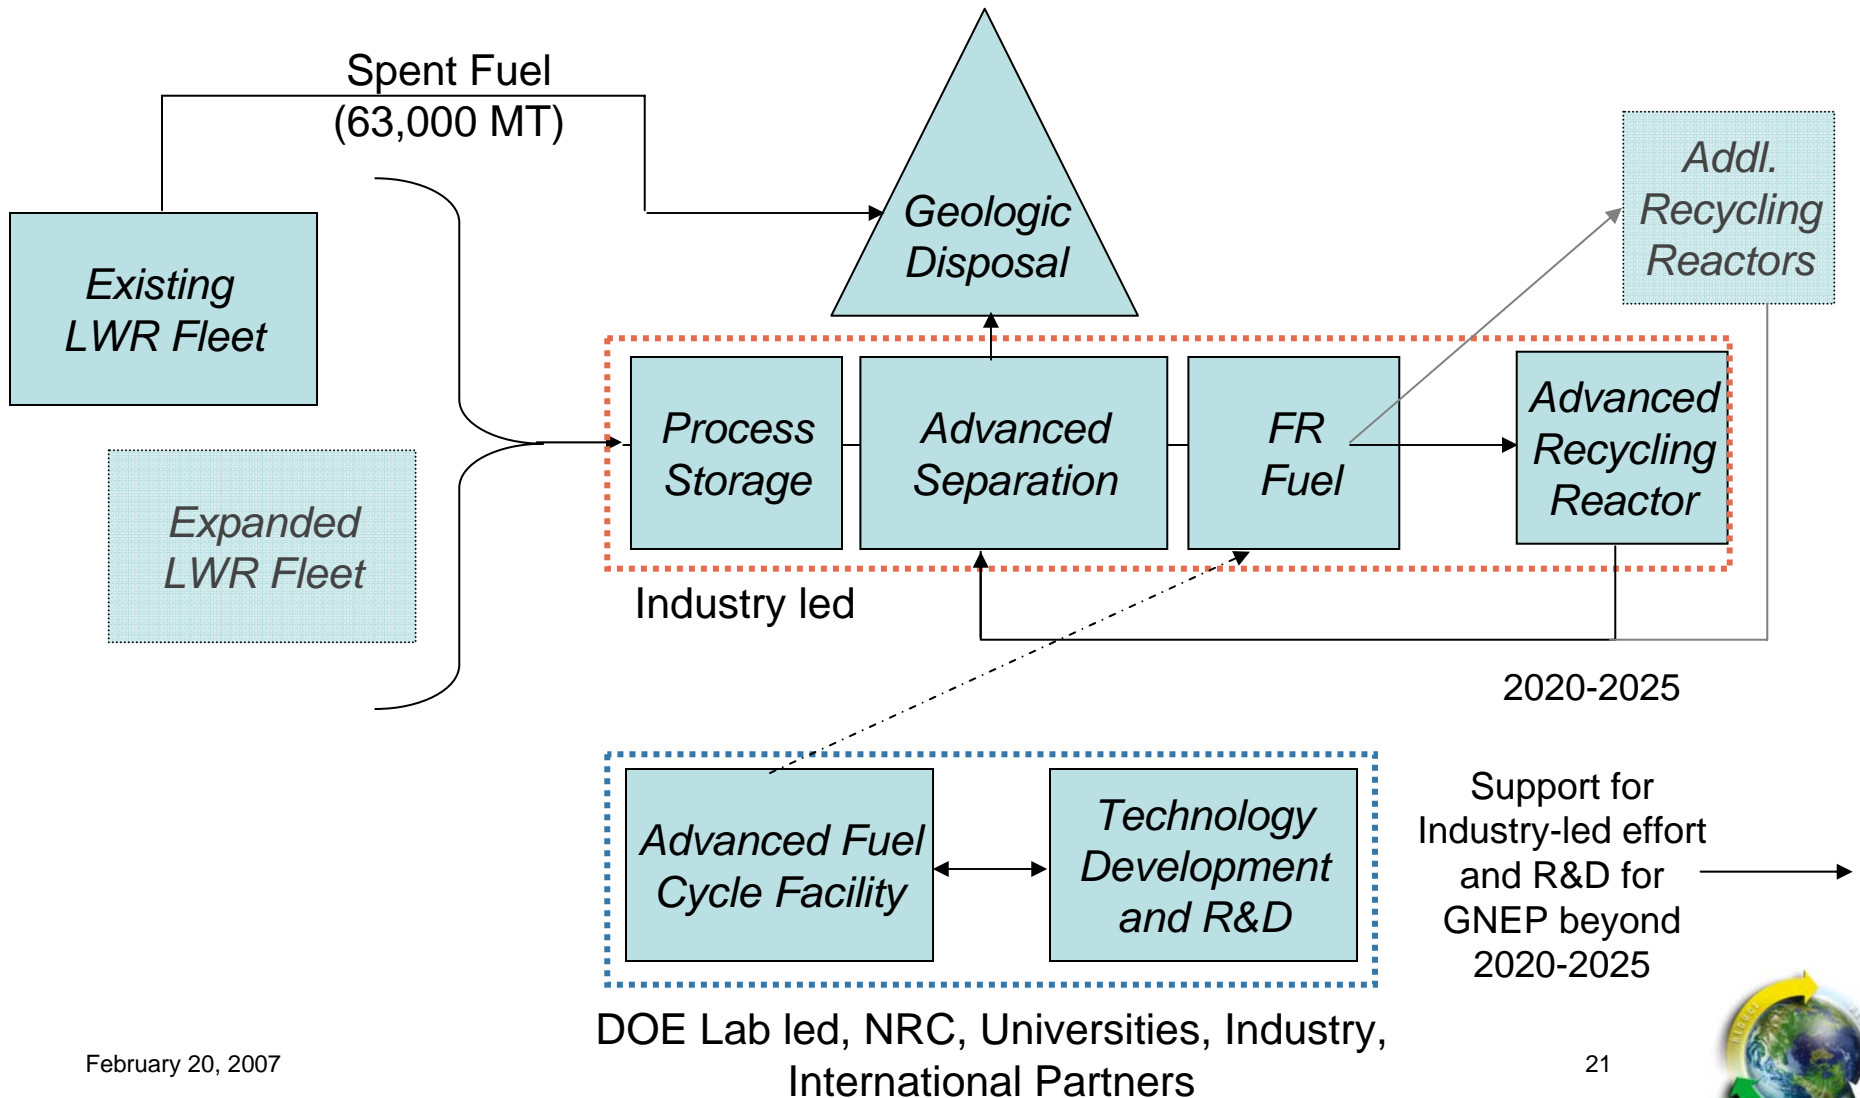 Spent Fuel
(63,000 MT)
Geologic
Disposal
Addl.
Recycling
Reactors
Existing
LWR Fleet
Expanded
LWR Fleet
Process
Storage
Advanced
Separation
FR
Fuel
Advanced
Recycling
Reactor
Industry led
2020-2025
Advanced Fuel
Cycle Facility
Technology
Development
and R&D
Support for
Industry-led effort
and R&D for
GNEP beyond
2020-2025
DOE Lab led, NRC, Universities, Industry,
International Partners
February 20, 2007
21